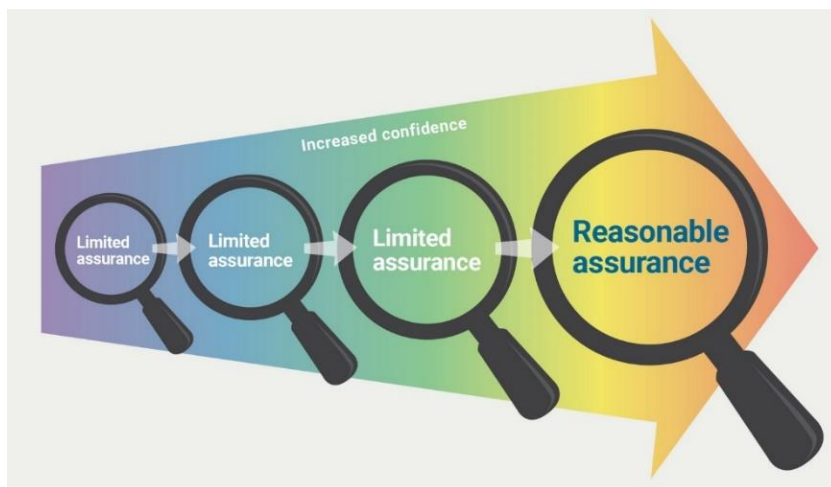 Increased confidence
Limited
assurance
Limited
assurance
Limited
assurance
Reasonable
assurance